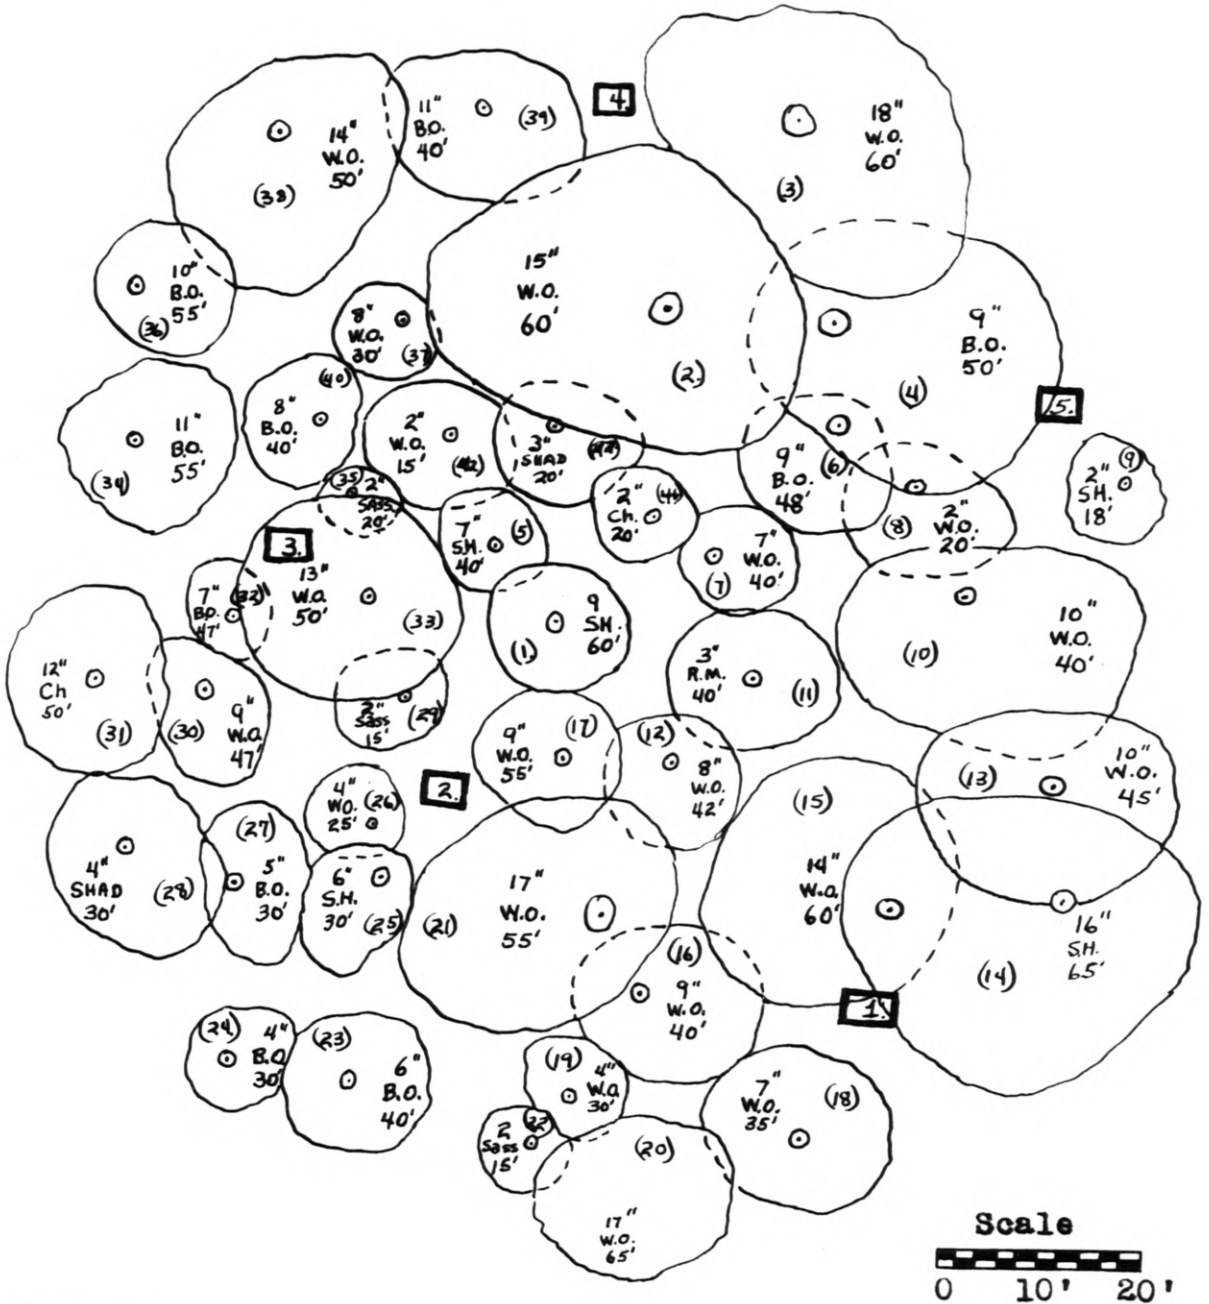 4.
11"
B.O.
40'
(39)
14"
W.O.
50'
(38)
18"
W.O.
60'
(3)
10"
B.O.
55'
(36)
15"
W.O.
60'
(2.)
8"
W.O.
30'
(37)
9"
B.O.
50'
(4)
5.
(40)
8"
B.O.
40'
11"
B.O.
55'
(34)
2"
W.O.
15'
(42)
3"
SHAD
20'
9"
B.O.
48'
(6)
(9)
2"
SH.
18'
(35)
2"
SASS.
20'
2"
Ch.
20'
7"
S.H.
40'
(5)
2"
W.O.
20'
(8)
3.
13"
W.O.
50'
(33)
7"
W.O.
40'
(7)
7"
B.O.
47'
(32)
9
SH.
60'
(1)
10"
W.O.
40'
(10)
12"
Ch
50'
(31)
(30)
9"
W.O.
47'
2"
Sass
15'
(29)
3"
R.M.
40'
(11)
9"
W.O.
55'
(17)
(12)
8"
W.O.
42'
10"
W.O.
45'
(13)
2.
4"
W.O.
25'
(26)
(15)
14"
W.O.
60'
4"
SHAD
30'
(28)
(27)
5"
B.O.
30'
6"
S.H.
30'
(25)
17"
W.O.
55'
(21)
16"
S.H.
65'
(14)
(16)
9"
W.O.
40'
1.
(24)
4"
B.O.
30'
(23)
6"
B.O.
40'
(19)
4"
W.O.
30'
7"
W.O.
35'
(18)
2
Sass
15'
(22)
(20)
17"
W.O.
65'
Scale
0 10' 20'